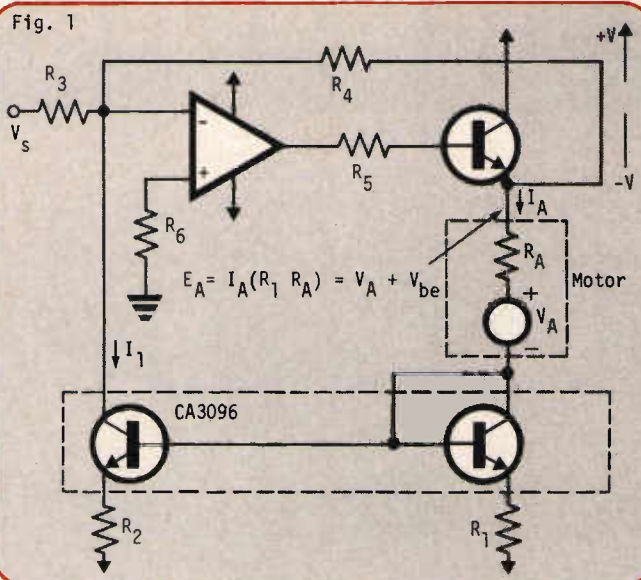 Fig. 1
+V
R3
R4
Vs
-
+
R5
-V
IA
R6
RA
EA = IA(R1 RA) = VA + Vbe
+
VA
-
Motor
I1
CA3096
R2
R1